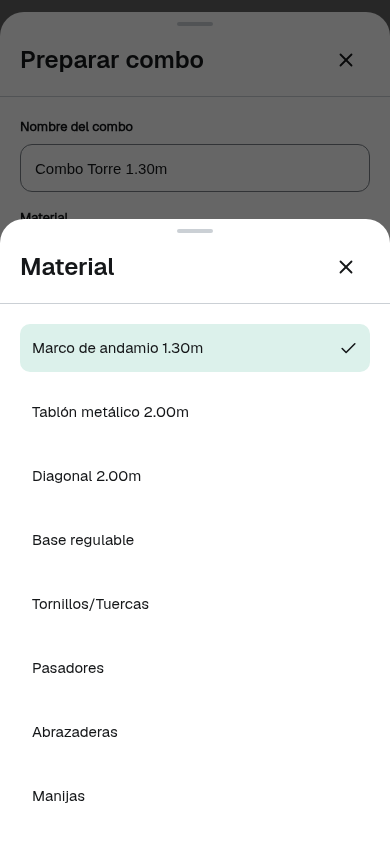 Preparar combo
Nombre del combo
Combo Torre 1.30m
Material
Material
Marco de andamio 1.30m
Tablón metálico 2.00m
Diagonal 2.00m
Base regulable
Tornillos/Tuercas
Pasadores
Abrazaderas
Manijas